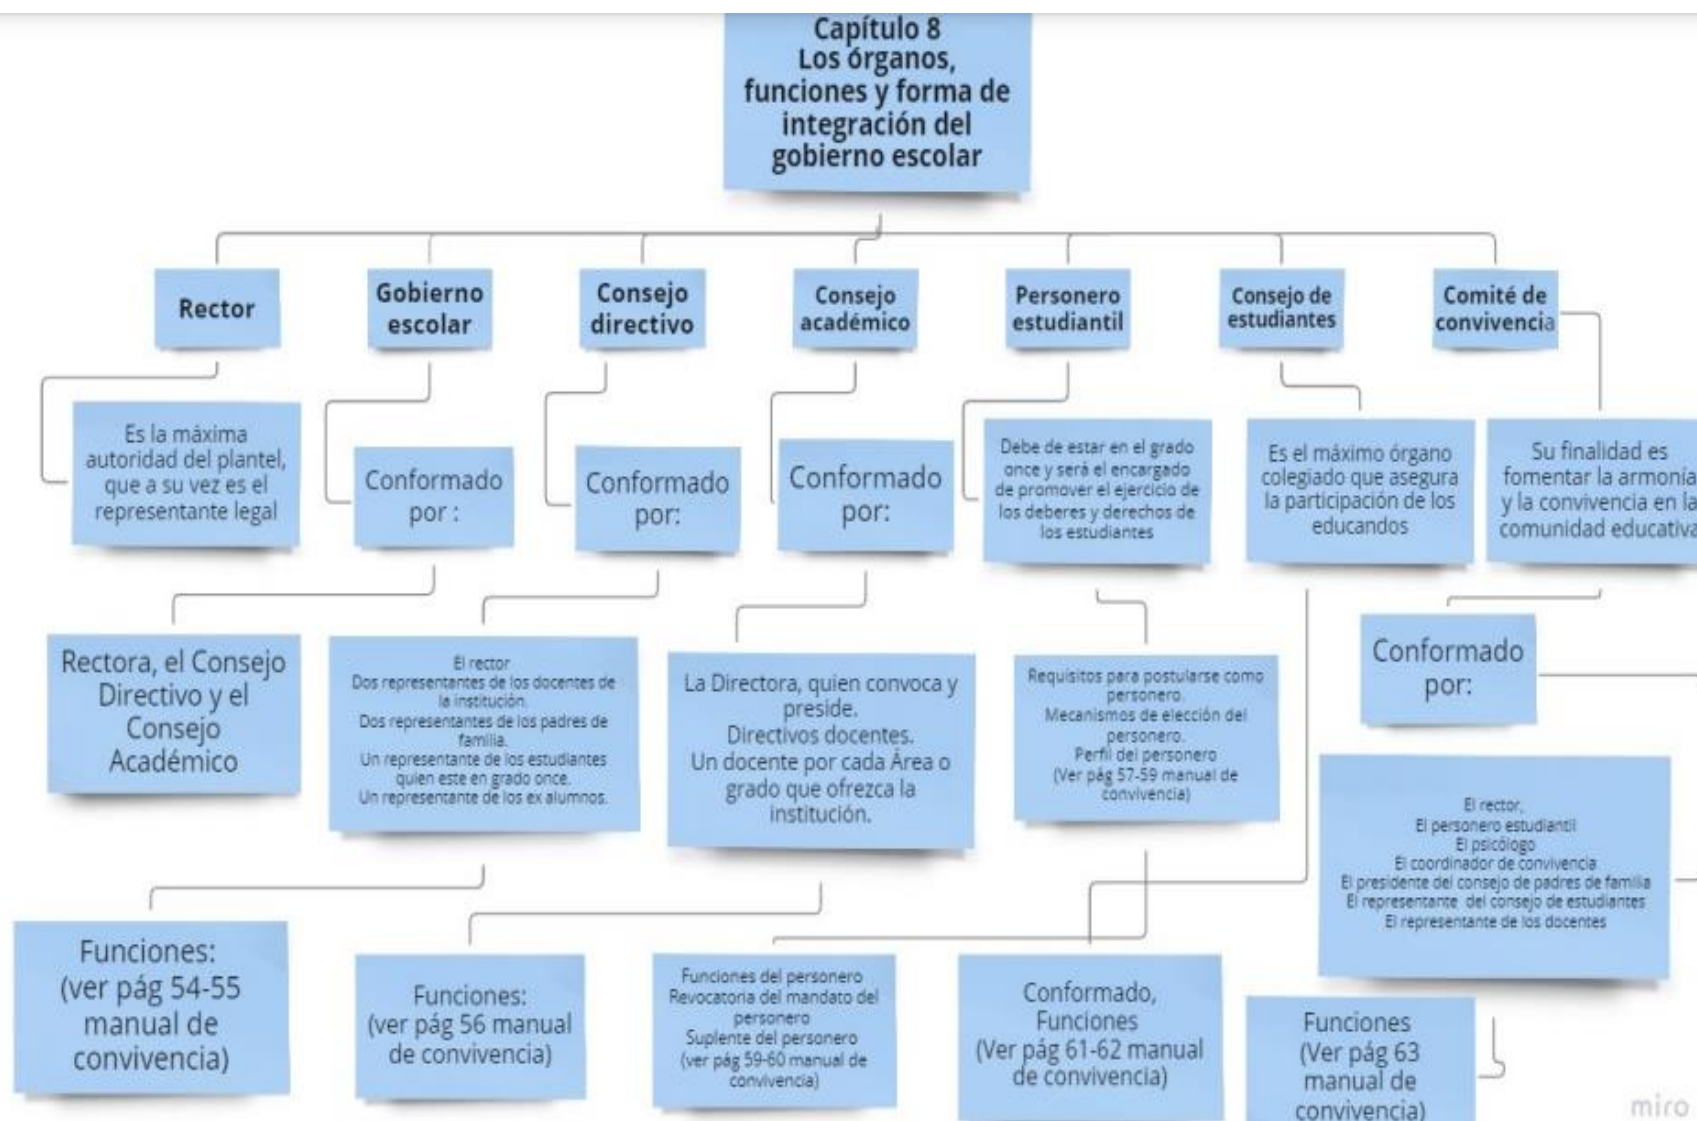 Capítulo 8
Los órganos,
funciones y forma de
integración del
gobierno escolar
Rector
Gobierno
escolar
Consejo
directivo
Consejo
académico
Personero
estudiantil
Consejo de
estudiantes
Comité de
convivencia
Es la máxima
autoridad del plantel,
que a su vez es el
representante legal
Conformado
por :
Conformado
por:
Conformado
por:
Debe de estar en el grado
once y será el encargado
de promover el ejercicio de
los deberes y derechos de
los estudiantes
Es el máximo órgano
colegiado que asegura
la participación de los
educandos
Su finalidad es
fomentar la armonía
y la convivencia en la
comunidad educativa
Rectora, el Consejo
Directivo y el
Consejo
Académico
El rector
Dos representantes de los docentes de
la institución.
Dos representantes de los padres de
familia.
Un representante de los estudiantes
quien este en grado once.
Un representante de los ex alumnos.
La Directora, quien convoca y
preside.
Directivos docentes.
Un docente por cada Área o
grado que ofrezca la
institución.
Requisitos para postularse como
personero.
Mecanismos de elección del
personero.
Perfil del personero
(Ver pág 57-59 manual de
convivencia)
Conformado
por:
El rector,
El personero estudiantil
El psicólogo
El coordinador de convivencia
El presidente del consejo de padres de familia
El representante del consejo de estudiantes
El representante de los docentes
Funciones:
(ver pág 54-55
manual de
convivencia)
Funciones:
(ver pág 56 manual
de convivencia)
Funciones del personero
Revocatoria del mandato del
personero
Suplente del personero
(ver pág 59-60 manual de
convivencia)
Conformado,
Funciones
(Ver pág 61-62 manual
de convivencia)
Funciones
(Ver pág 63
manual de
convivencia)
miro